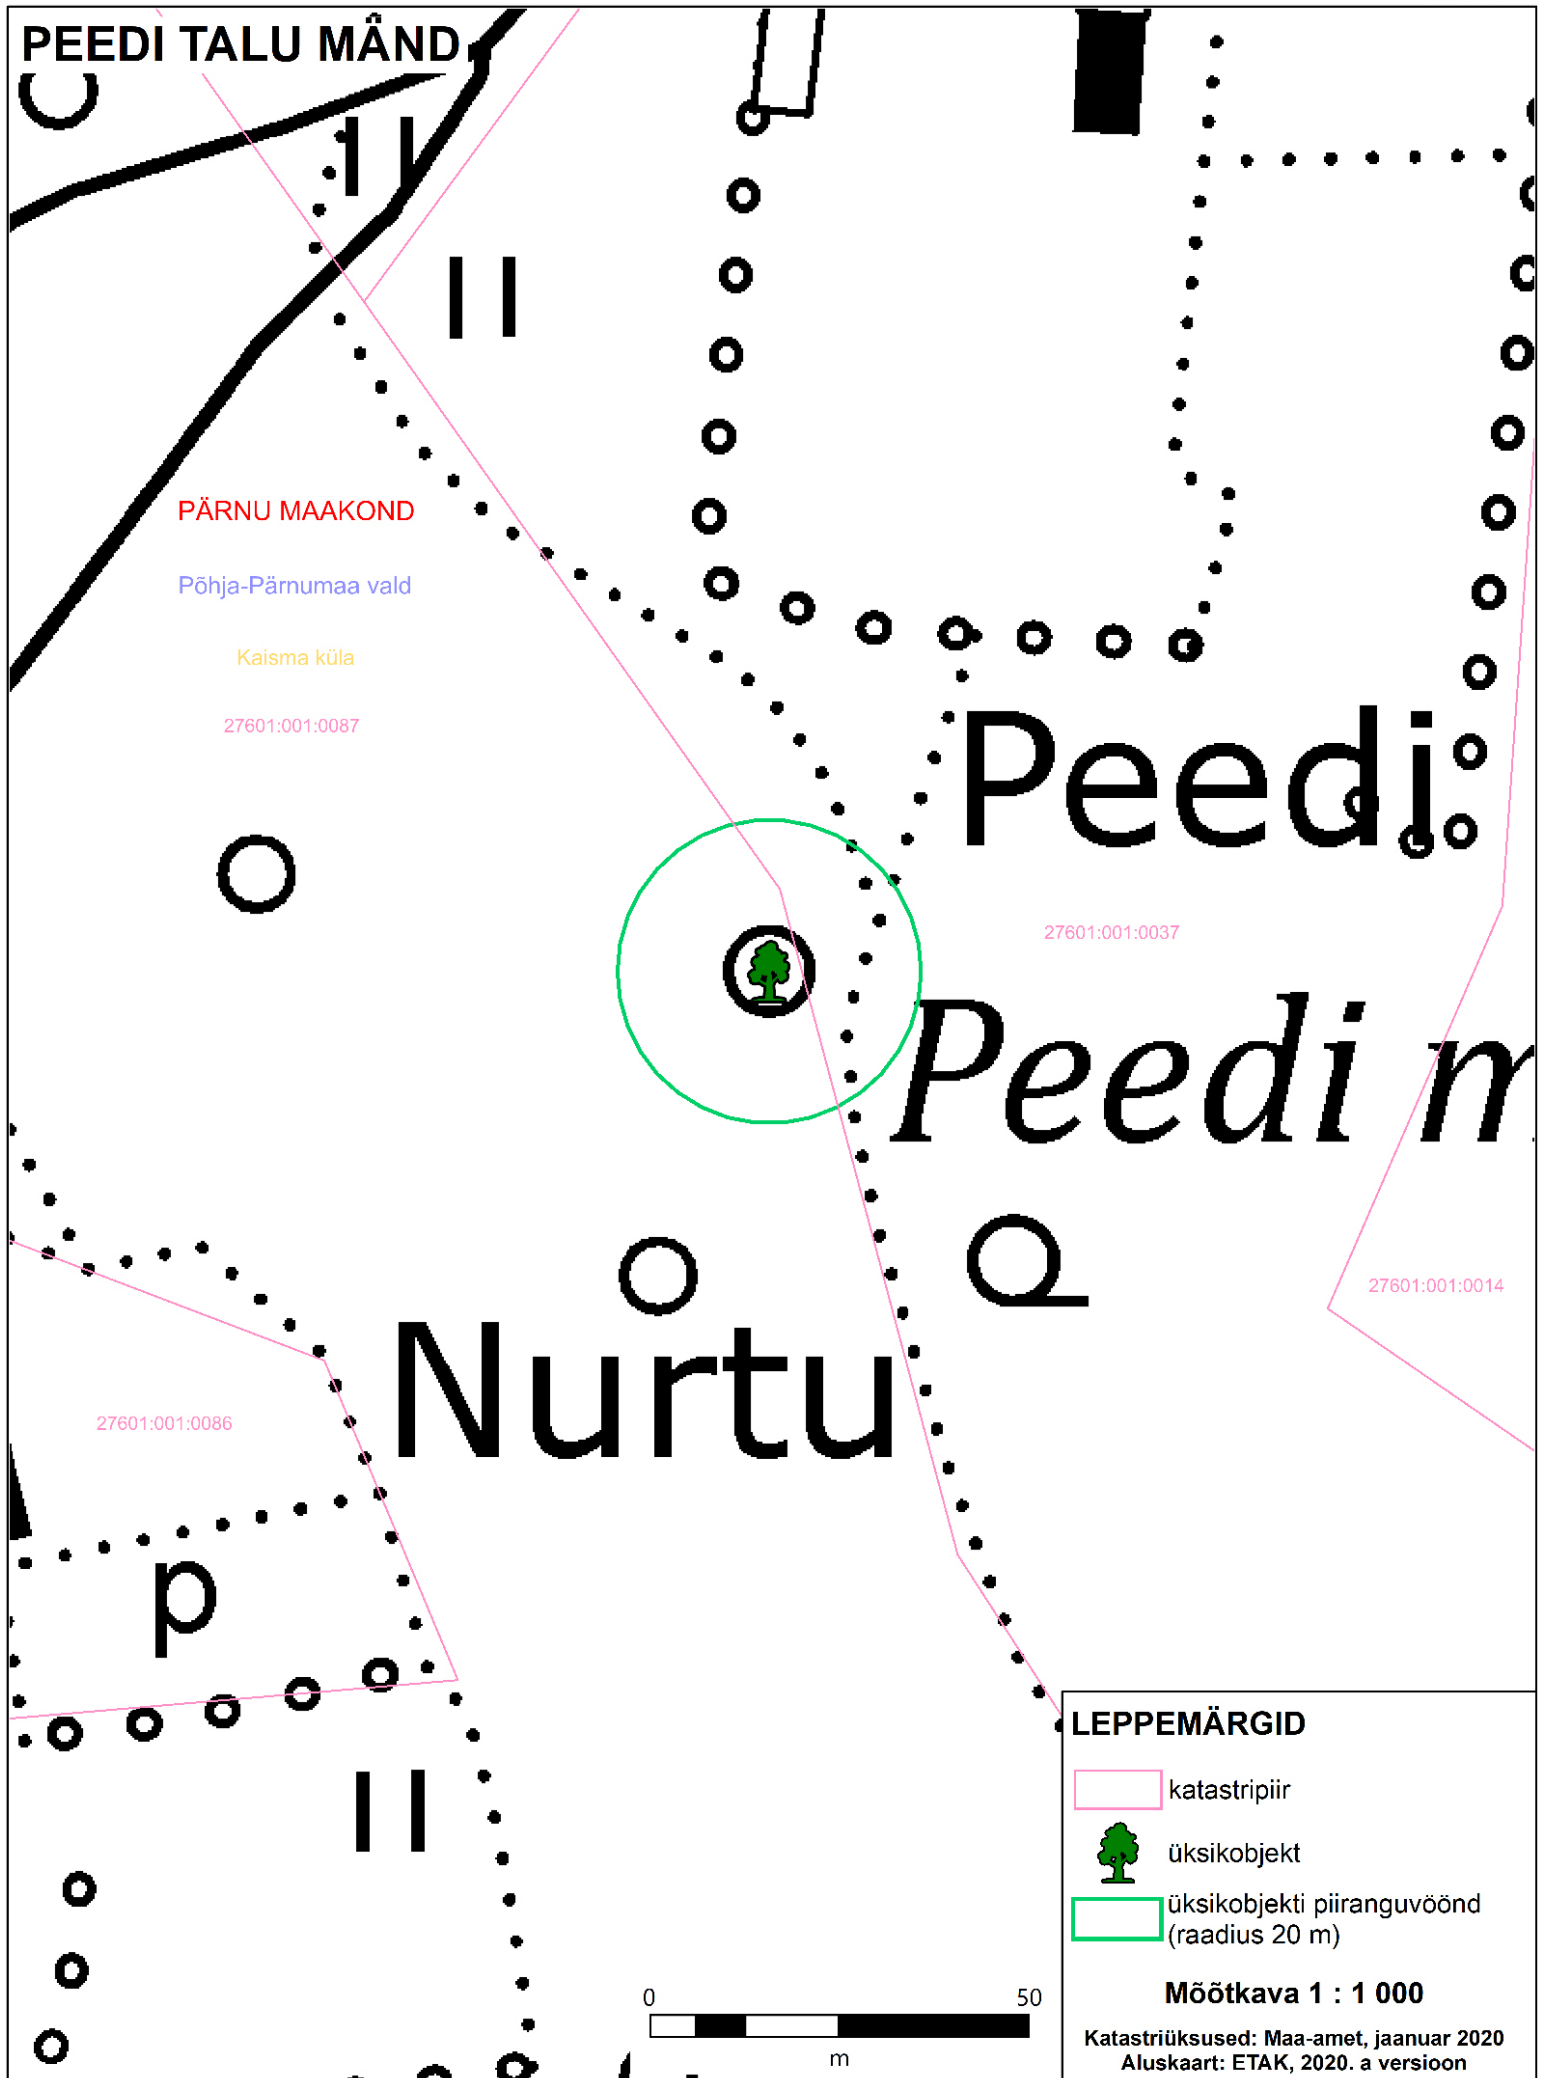 PEEDI TALU MÄND
PÄRNU MAAKOND
Põhja-Pärnumaa vald
Kaisma küla
27601:001:0087
Peedi
27601:001:0037
Peedi m
27601:001:0014
Nurtu
27601:001:0086
p
LEPPEMÄRGID
katastripiir
üksikobjekt
üksikobjekti piiranguvöönd
(raadius 20 m)
Mõõtkava 1 : 1 000
Katastriüksused: Maa-amet, jaanuar 2020
Aluskaart: ETAK, 2020. a versioon
0 50
m